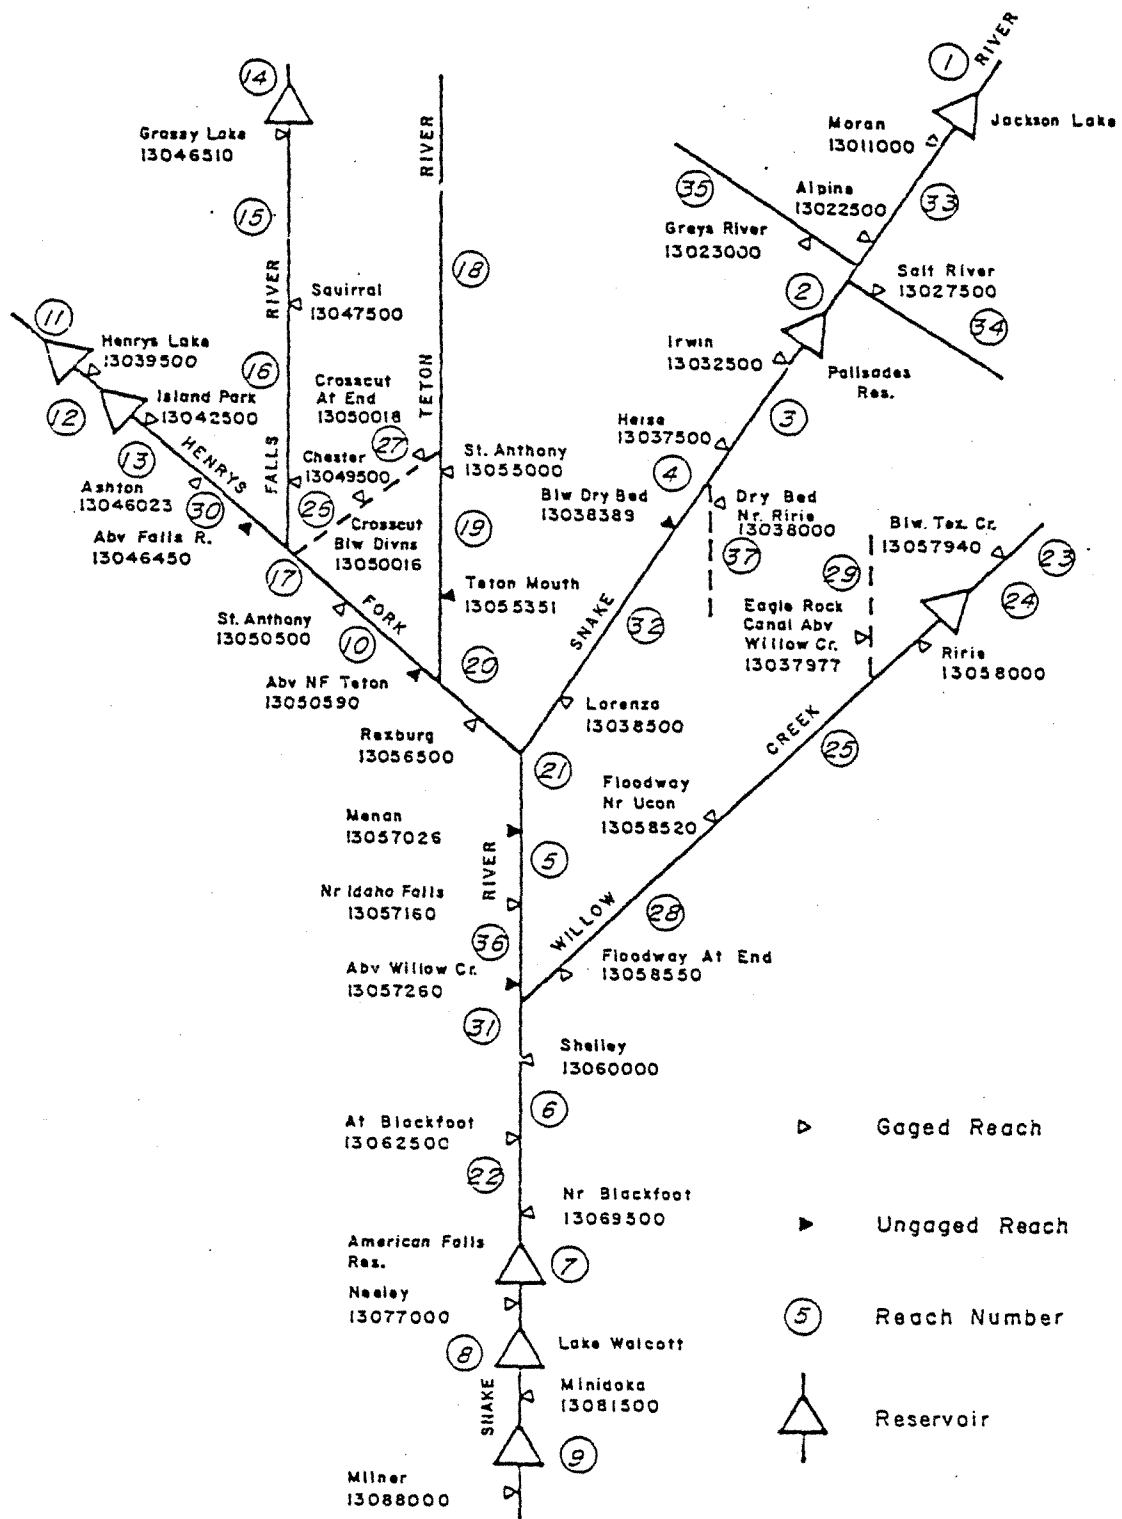 1
RIVER
14
Jackson Lake
Moran
13011000
Grassy Lake
13046510
RIVER
35
Alpine
13022500
33
15
Greys River
13023000
18
2
Salt River
13027500
RIVER
Squirrel
13047500
34
11
Henrys Lake
13039500
Irwin
13032500
Palisades
Res.
16
Crosscut
At End
13050018
TETON
12
Island Park
13042500
3
Heise
13037500
27
St. Anthony
13055000
13
HENRYS
FALLS
Chester
13049500
4
Ashton
13046023
30
25
Blw Dry Bed
13038389
Dry Bed
Nr. Ririe
13038000
Blw. Tex. Cr.
13057940
Abv Falls R.
13046450
Crosscut
Blw Divns
13050016
19
37
29
23
17
FORK
Teton Mouth
13055351
Eagle Rock
Canal Abv
Willow Cr.
13037977
24
St. Anthony
13050500
10
SNAKE
32
Ririe
13058000
Abv NF Teton
13050590
20
Lorenzo
13038500
CREEK
25
Rexburg
13056500
21
Floodway
Nr Ucon
13058520
Menan
13057026
5
RIVER
Nr Idaho Falls
13057160
28
36
WILLOW
Abv Willow Cr.
13057260
Floodway At End
13058550
31
Shelley
13060000
6
At Blackfoot
13062500
Gaged Reach
22
Nr Blackfoot
13069500
Ungaged Reach
American Falls
Res.
7
Neeley
13077000
5
Reach Number
8
Lake Walcott
SNAKE
Minidoka
13081500
Reservoir
9
Milner
13088000